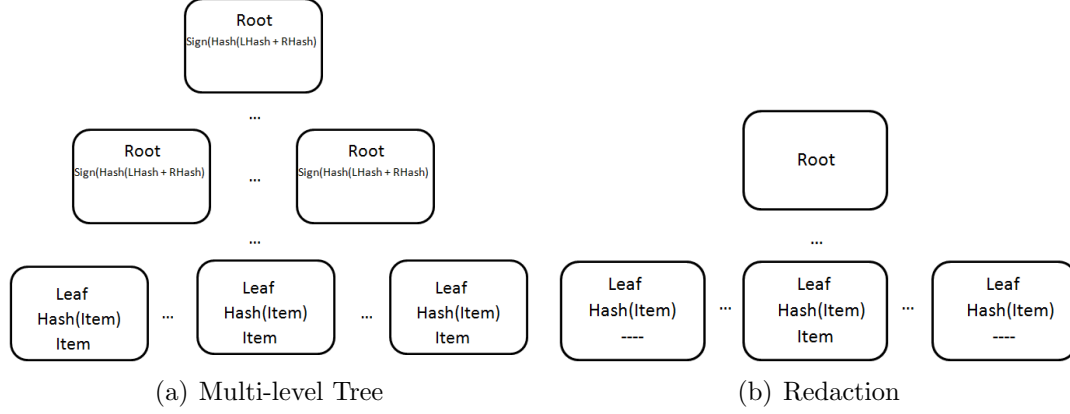 Root
Sign(Hash(LHash + RHash)
...
Root
Sign(Hash(LHash + RHash)
...
Root
Sign(Hash(LHash + RHash)
...
Leaf
Hash(Item)
Item
...
Leaf
Hash(Item)
Item
...
Leaf
Hash(Item)
Item
(a) Multi-level Tree
Root
...
Leaf
Hash(Item)
----
...
Leaf
Hash(Item)
Item
...
Leaf
Hash(Item)
----
(b) Redaction